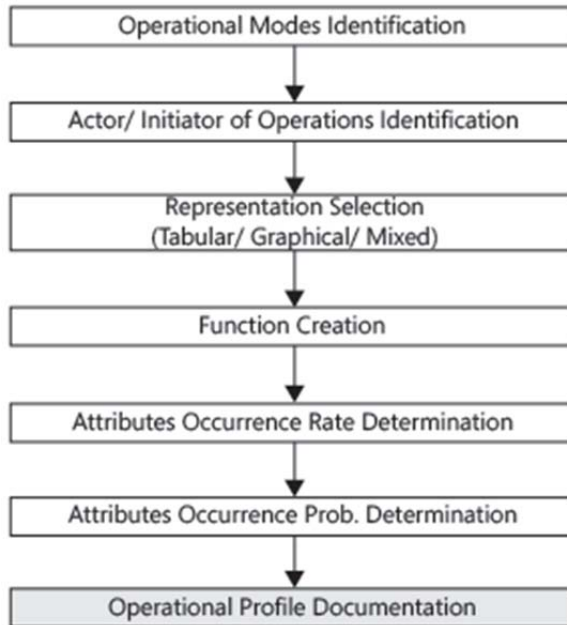 Operational Modes Identification
Actor/ Initiator of Operations Identification
Representation Selection
(Tabular/ Graphical/ Mixed)
Function Creation
Attributes Occurrence Rate Determination
Attributes Occurrence Prob. Determination
Operational Profile Documentation